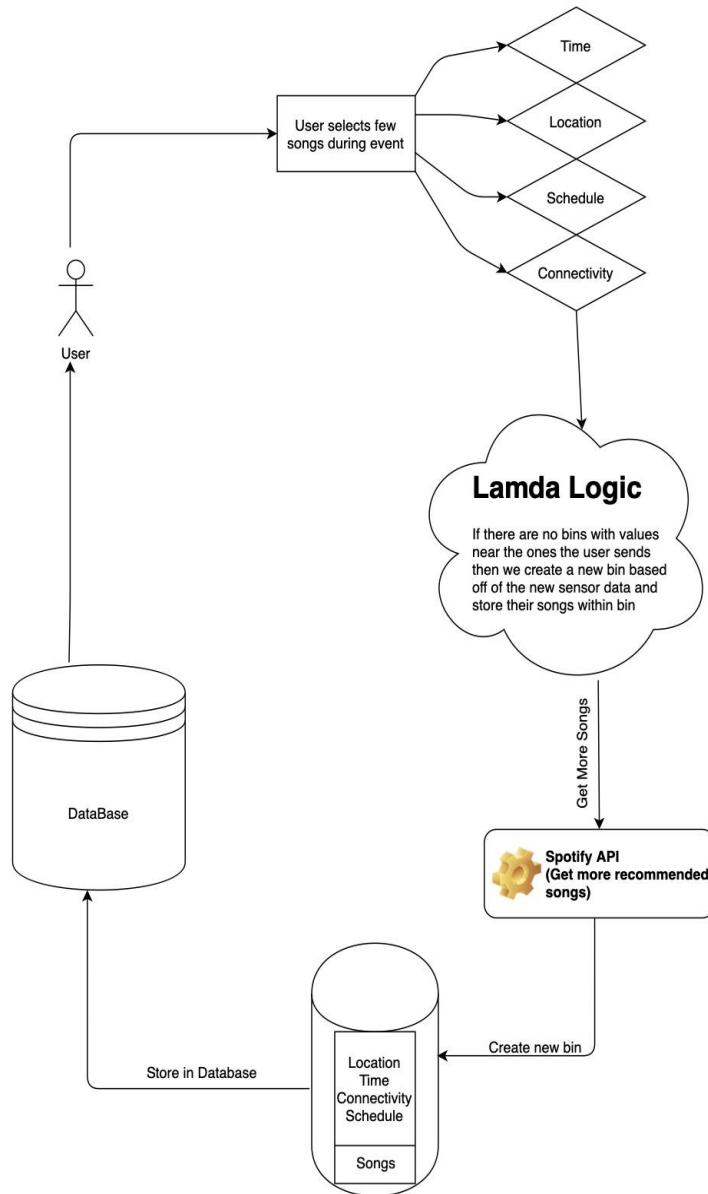 Time
User selects few
songs during event
Location
Schedule
Connectivity
User
Lamda Logic
If there are no bins with values
near the ones the user sends
then we create a new bin based
off of the new sensor data and
store their songs within bin
Get More Songs
DataBase
Spotify API
(Get more recommended
songs)
Create new bin
Location
Time
Connectivity
Schedule
Store in Database
Songs